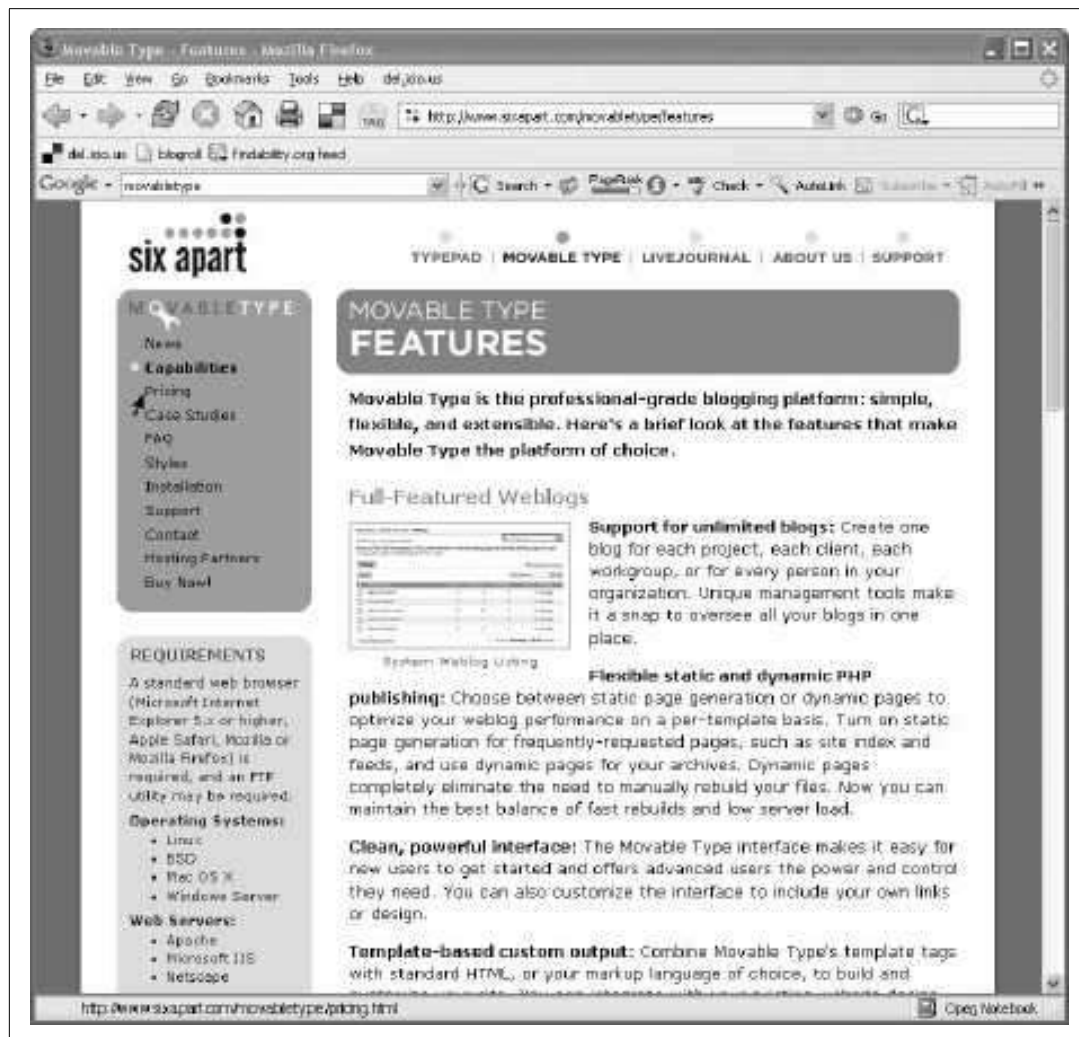 Movable Type - Features - Mozilla Firefox
File Edit View Go Bookmarks Tools Help del.icio.us
TAG http://www.sixapart.com/movabletype/features Go
del.icio.us blogroll findability.org feed
Google movabletype Search PageRank Check AutoLink
six apart
TYPEPAD | MOVABLE TYPE | LIVEJOURNAL | ABOUT US | SUPPORT
MOVABLETYPE
News
Capabilities
Pricing
Case Studies
FAQ
Styles
Installation
Support
Contact
Hosting Partners
Buy Now!
REQUIREMENTS
A standard web browser
(Microsoft Internet
Explorer 5.x or higher,
Apple Safari, Mozilla or
Mozilla Firefox) is
required, and an FTP
utility may be required.
Operating Systems:
• Linux
• BSD
• Mac OS X
• Windows Server
Web Servers:
• Apache
• Microsoft IIS
• Netscape
MOVABLE TYPE
FEATURES
Movable Type is the professional-grade blogging platform: simple,
flexible, and extensible. Here's a brief look at the features that make
Movable Type the platform of choice.
Full-Featured Weblogs
System Weblog Listing
Support for unlimited blogs: Create one
blog for each project, each client, each
workgroup, or for every person in your
organization. Unique management tools make
it a snap to oversee all your blogs in one
place.
Flexible static and dynamic PHP
publishing: Choose between static page generation or dynamic pages to
optimize your weblog performance on a per-template basis. Turn on static
page generation for frequently-requested pages, such as site index and
feeds, and use dynamic pages for your archives. Dynamic pages
completely eliminate the need to manually rebuild your files. Now you can
maintain the best balance of fast rebuilds and low server load.
Clean, powerful interface: The Movable Type interface makes it easy for
new users to get started and offers advanced users the power and control
they need. You can also customize the interface to include your own links
or design.
Template-based custom output: Combine Movable Type's template tags
with standard HTML, or your markup language of choice, to build and
http://www.sixapart.com/movabletype/pricing.html Open Notebook